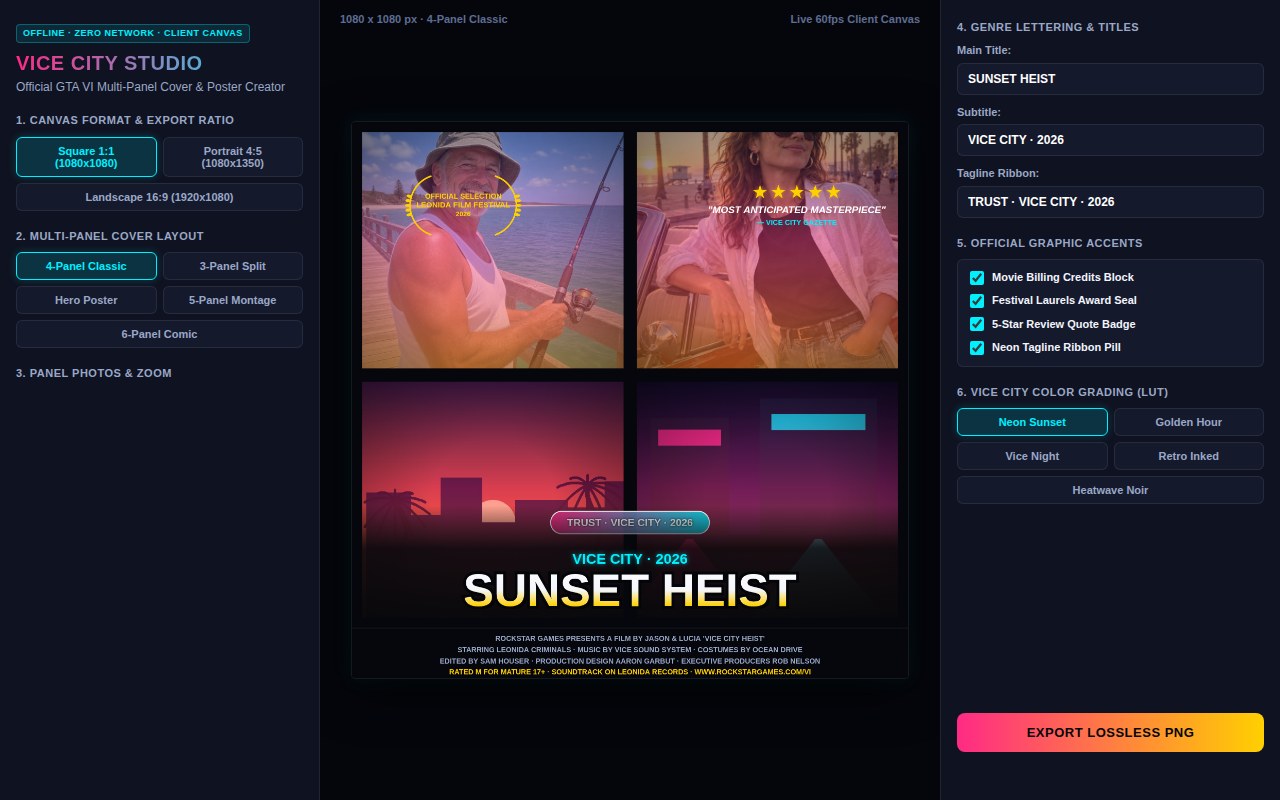 OFFLINE · ZERO NETWORK · CLIENT CANVAS
VICE CITY STUDIO
Official GTA VI Multi-Panel Cover & Poster Creator
1. CANVAS FORMAT & EXPORT RATIO
Square 1:1
(1080x1080)
Portrait 4:5
(1080x1350)
Landscape 16:9 (1920x1080)
2. MULTI-PANEL COVER LAYOUT
4-Panel Classic
3-Panel Split
Hero Poster
5-Panel Montage
6-Panel Comic
3. PANEL PHOTOS & ZOOM
1080 x 1080 px · 4-Panel Classic
Live 60fps Client Canvas
OFFICIAL SELECTION
LEONIDA FILM FESTIVAL
2026
★★★★★
"MOST ANTICIPATED MASTERPIECE"
— VICE CITY GAZETTE
TRUST · VICE CITY · 2026
VICE CITY · 2026
SUNSET HEIST
ROCKSTAR GAMES PRESENTS A FILM BY JASON & LUCIA 'VICE CITY HEIST'
STARRING LEONIDA CRIMINALS · MUSIC BY VICE SOUND SYSTEM · COSTUMES BY OCEAN DRIVE
EDITED BY SAM HOUSER · PRODUCTION DESIGN AARON GARBUT · EXECUTIVE PRODUCERS ROB NELSON
RATED M FOR MATURE 17+ · SOUNDTRACK ON LEONIDA RECORDS · WWW.ROCKSTARGAMES.COM/VI
4. GENRE LETTERING & TITLES
Main Title:
SUNSET HEIST
Subtitle:
VICE CITY · 2026
Tagline Ribbon:
TRUST · VICE CITY · 2026
5. OFFICIAL GRAPHIC ACCENTS
Movie Billing Credits Block
Festival Laurels Award Seal
5-Star Review Quote Badge
Neon Tagline Ribbon Pill
6. VICE CITY COLOR GRADING (LUT)
Neon Sunset
Golden Hour
Vice Night
Retro Inked
Heatwave Noir
EXPORT LOSSLESS PNG